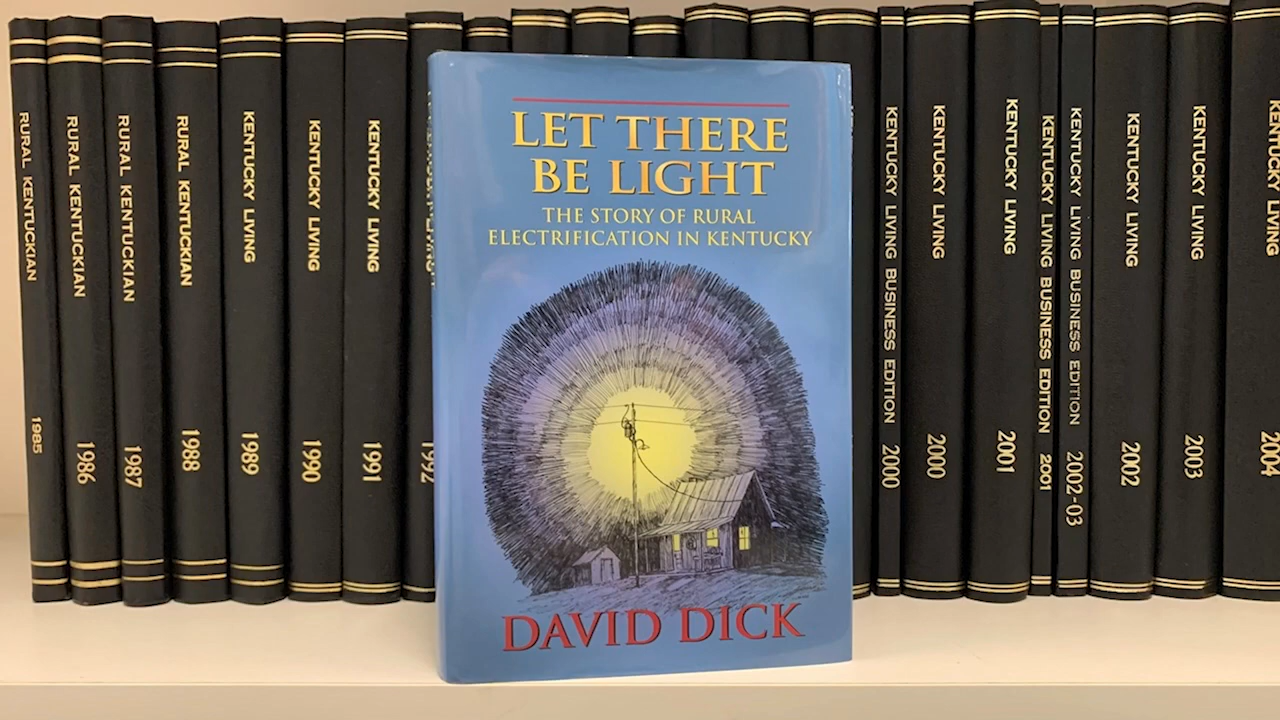 RURAL KENTUCKIAN
1985
RURAL KENTUCKIAN
1986
RURAL KENTUCKIAN
1987
RURAL KENTUCKIAN
1988
KENTUCKY LIVING
1989
KENTUCKY LIVING
1990
KENTUCKY LIVING
1991
1992
LET THERE
BE LIGHT
THE STORY OF RURAL
ELECTRIFICATION IN KENTUCKY
DAVID DICK
KENTUCKY LIVING BUSINESS EDITION
2000
KENTUCKY LIVING
2000
KENTUCKY LIVING
2001
KENTUCKY LIVING BUSINESS EDITION
2001
KENTUCKY LIVING BUSINESS EDITION
2002-03
KENTUCKY LIVING
2002
KENTUCKY LIVING
2003
KENTUCKY LIVING
2004